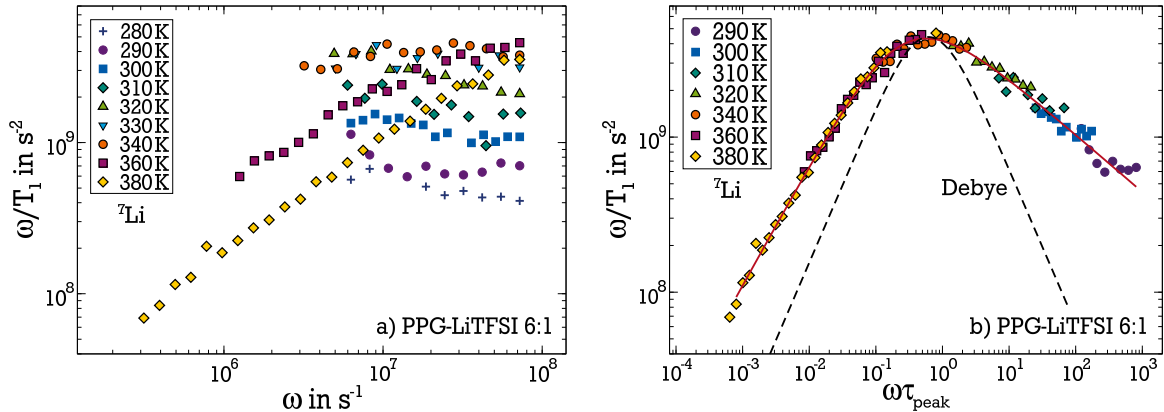 ω/T₁ in s⁻²
10⁹
10⁸
280 K
290 K
300 K
310 K
320 K
330 K
340 K
360 K
380 K
⁷Li
a) PPG-LiTFSI 6:1
10⁶ 10⁷ 10⁸
ω in s⁻¹
ω/T₁ in s⁻²
10⁹
10⁸
290 K
300 K
310 K
320 K
340 K
360 K
380 K
⁷Li
Debye
b) PPG-LiTFSI 6:1
10⁻⁴ 10⁻³ 10⁻² 10⁻¹ 10⁰ 10¹ 10² 10³
ωτpeak